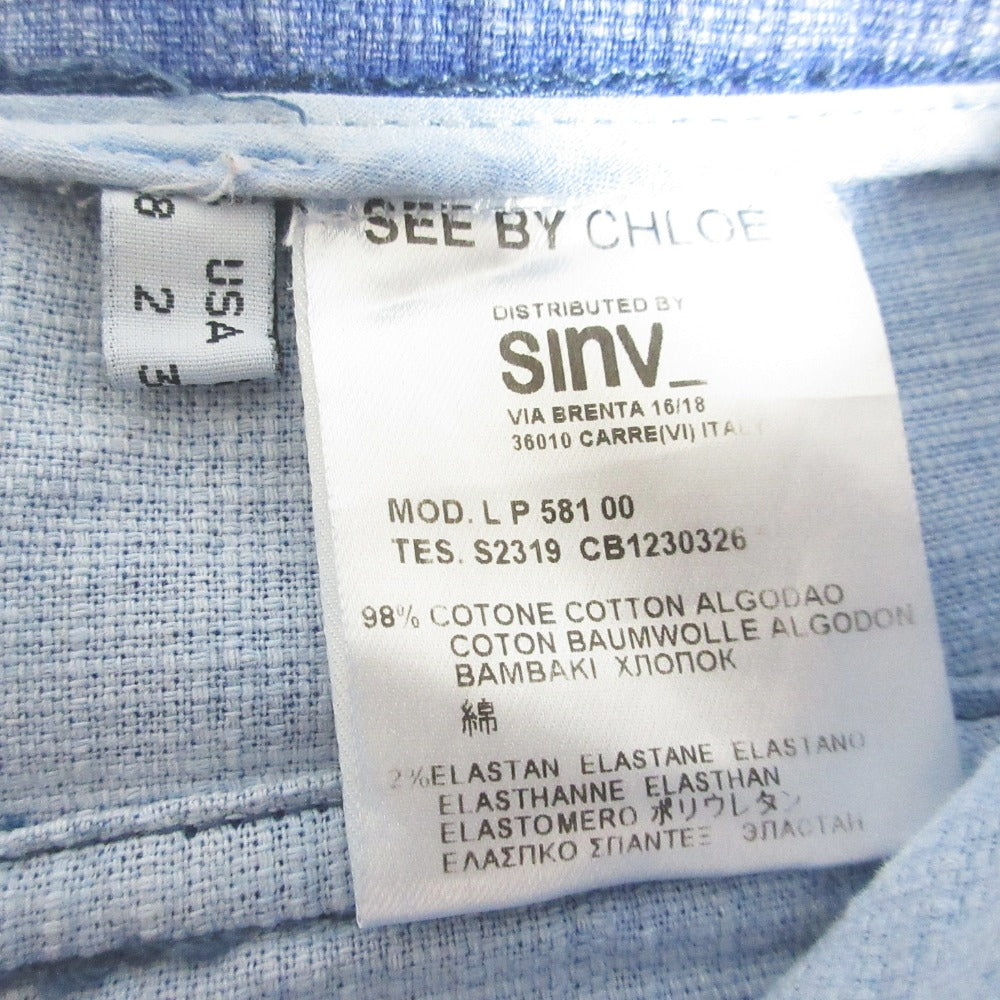 USA
8 2 3
SEE BY CHLOÉ
DISTRIBUTED BY
sinv_
VIA BRENTA 16/18
36010 CARRE(VI) ITALY
MOD. L P 581 00
TES. S2319 CB1230326
98% COTONE COTTON ALGODAO
COTON BAUMWOLLE ALGODON
BAMBAKI ХЛОПОК
綿
2%ELASTAN ELASTANE ELASTANO
ELASTHANNE ELASTHAN
ELASTOMERO ポリウレタン
ΕΛΑΣΠΚΟ ΣΠΑΝΤΕΞ ЭЛАСТАН